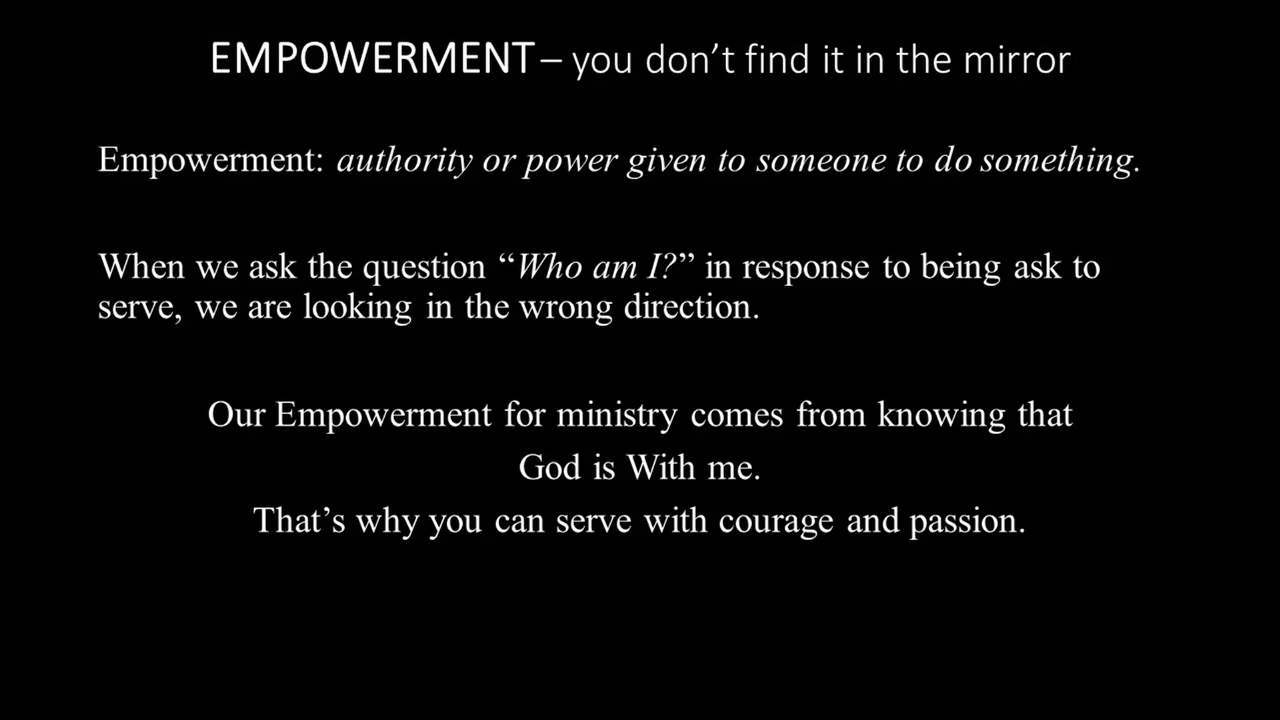 EMPOWERMENT – you don’t find it in the mirror
Empowerment: authority or power given to someone to do something.
When we ask the question “Who am I?” in response to being ask to
serve, we are looking in the wrong direction.
Our Empowerment for ministry comes from knowing that
God is With me.
That’s why you can serve with courage and passion.